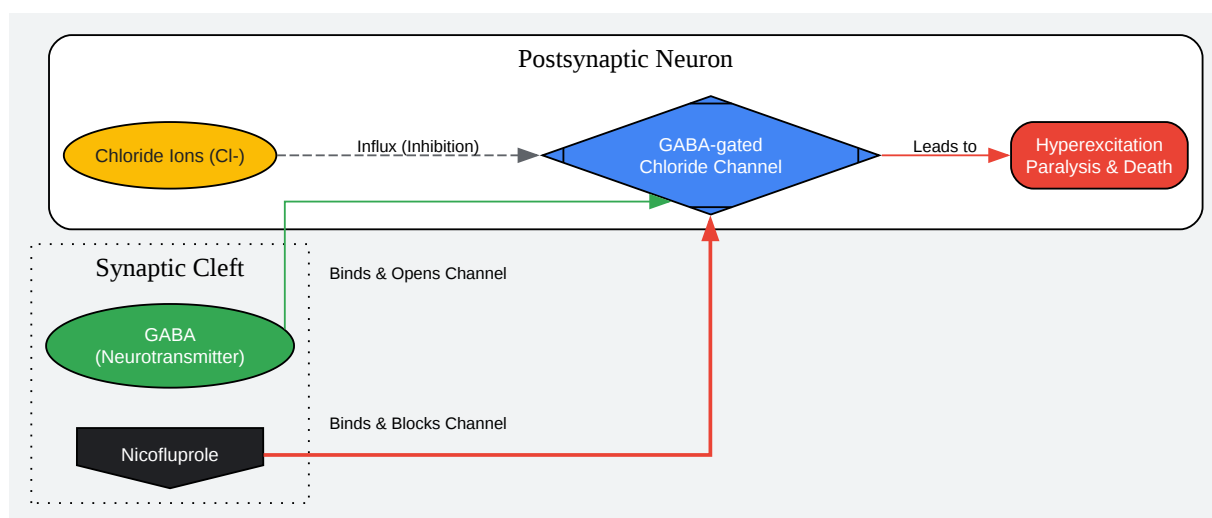 Postsynaptic Neuron
Chloride Ions (Cl-)
Influx (Inhibition)
GABA-gated
Chloride Channel
Leads to
Hyperexcitation
Paralysis & Death
Synaptic Cleft
Binds & Opens Channel
GABA
(Neurotransmitter)
Binds & Blocks Channel
Nicofluprole